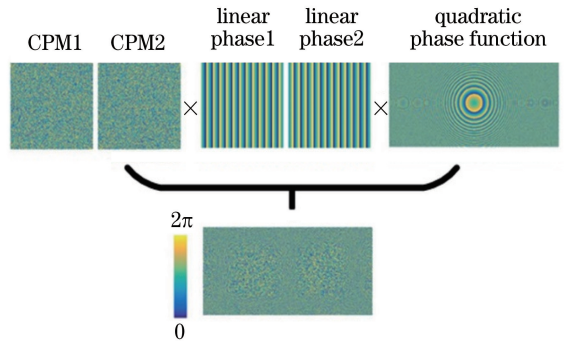 CPM1
CPM2
linear
phase1
linear
phase2
quadratic
phase function
×
×
2π
0